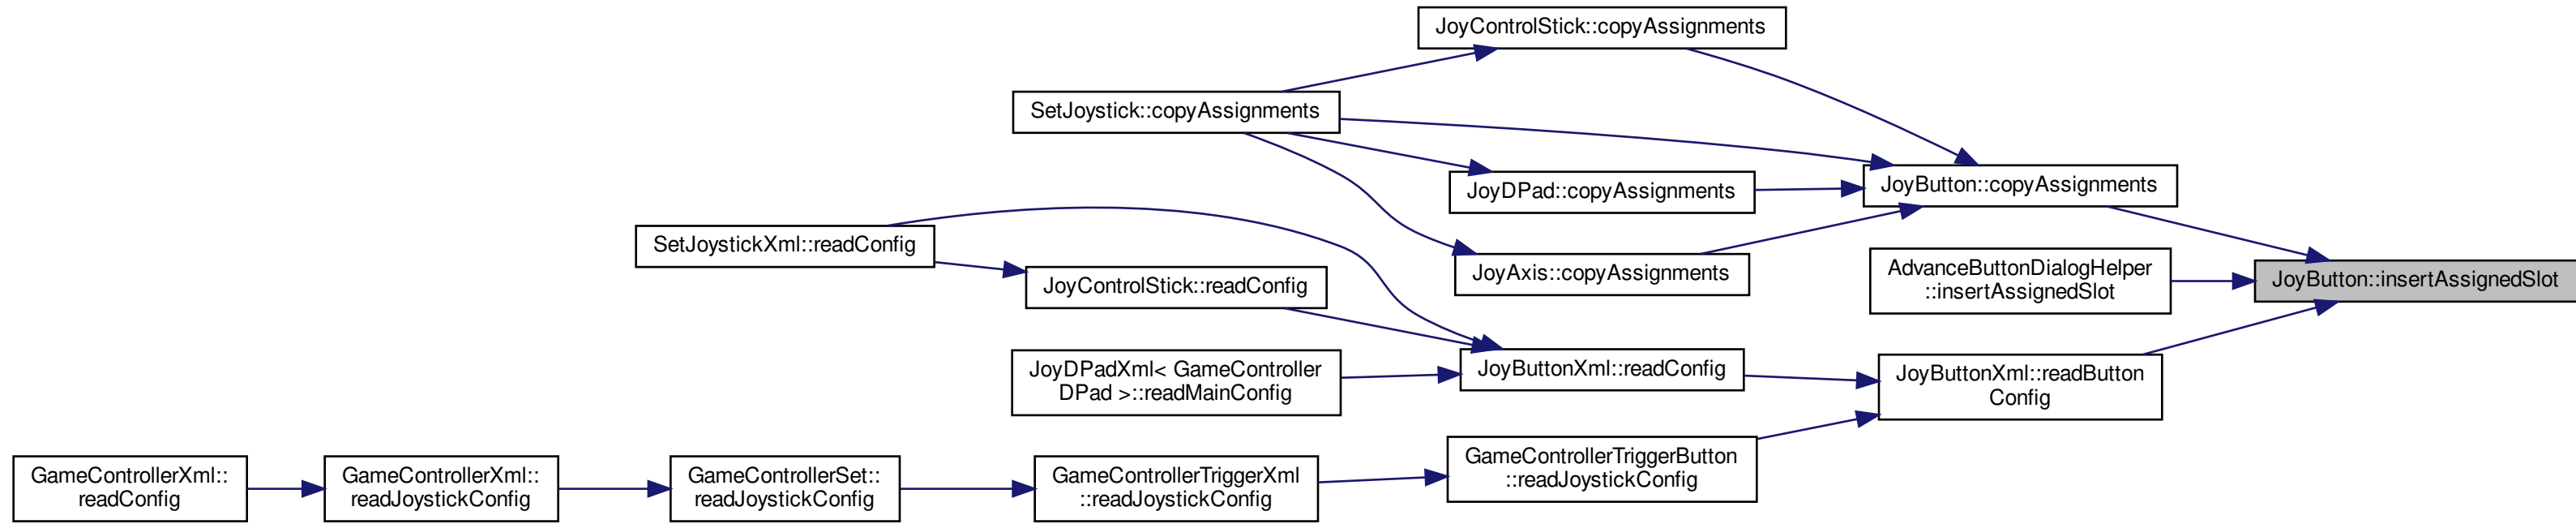 JoyControlStick::copyAssignments
SetJoystick::copyAssignments
JoyDPad::copyAssignments
JoyButton::copyAssignments
SetJoystickXml::readConfig
JoyControlStick::readConfig
JoyAxis::copyAssignments
AdvanceButtonDialogHelper
::insertAssignedSlot
JoyButton::insertAssignedSlot
JoyDPadXml< GameController
DPad >::readMainConfig
JoyButtonXml::readConfig
JoyButtonXml::readButton
Config
GameControllerXml::
readConfig
GameControllerXml::
readJoystickConfig
GameControllerSet::
readJoystickConfig
GameControllerTriggerXml
::readJoystickConfig
GameControllerTriggerButton
::readJoystickConfig